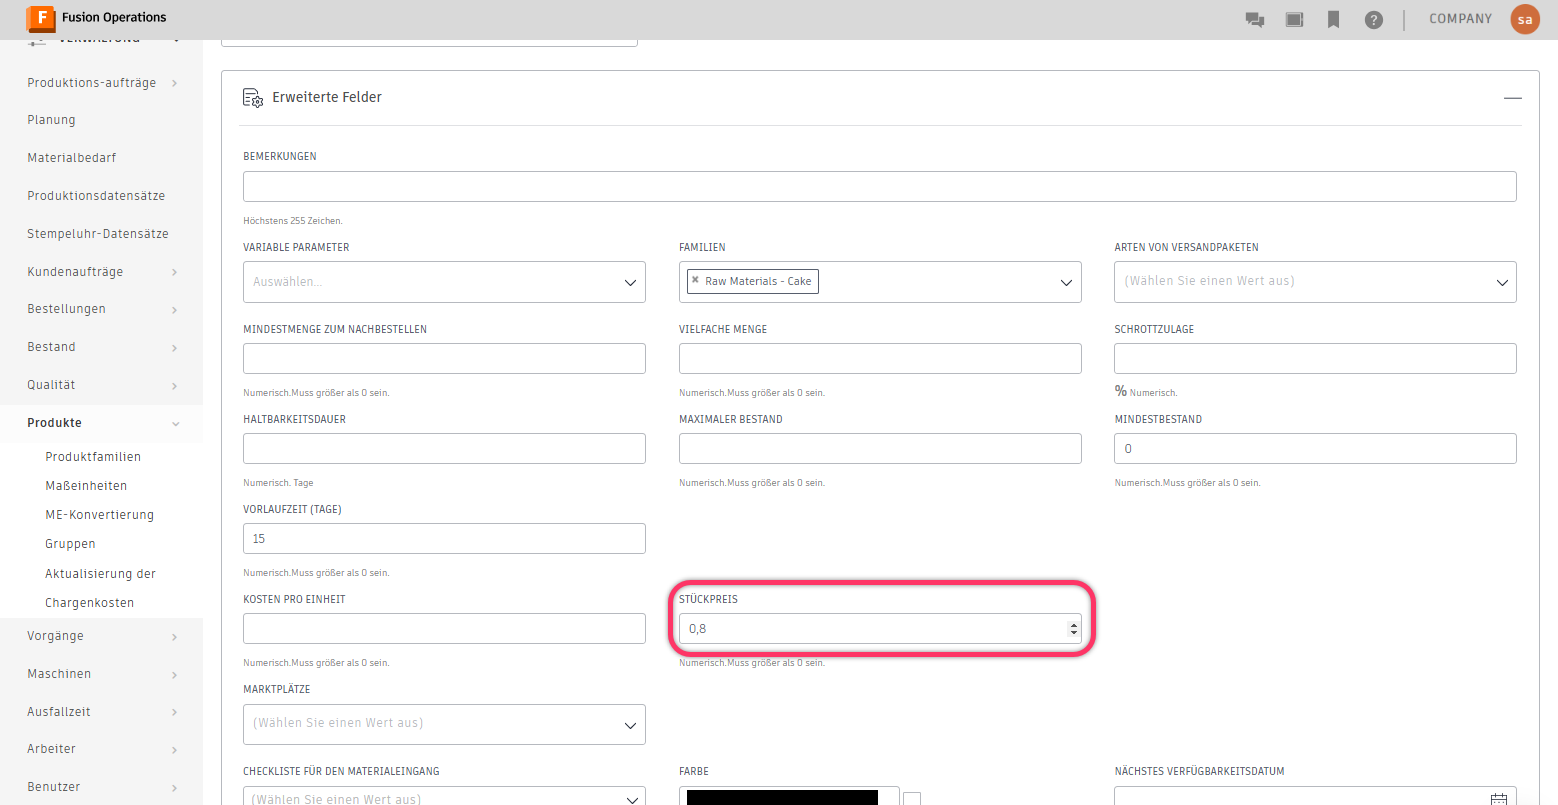 F Fusion Operations
? COMPANY sa
VERWALTUNG
Produktions-aufträge
Planung
Materialbedarf
Produktionsdatensätze
Stempeluhr-Datensätze
Kundenaufträge
Bestellungen
Bestand
Qualität
Produkte
Produktfamilien
Maßeinheiten
ME-Konvertierung
Gruppen
Aktualisierung der
Chargenkosten
Vorgänge
Maschinen
Ausfallzeit
Arbeiter
Benutzer
Erweiterte Felder
BEMERKUNGEN
Höchstens 255 Zeichen.
VARIABLE PARAMETER FAMILIEN ARTEN VON VERSANDPAKETEN
Auswählen... × Raw Materials - Cake (Wählen Sie einen Wert aus)
MINDESTMENGE ZUM NACHBESTELLEN VIELFACHE MENGE SCHROTTZULAGE
Numerisch.Muss größer als 0 sein. Numerisch.Muss größer als 0 sein. % Numerisch.
HALTBARKEITSDAUER MAXIMALER BESTAND MINDESTBESTAND
0
Numerisch. Tage Numerisch.Muss größer als 0 sein. Numerisch.Muss größer als 0 sein.
VORLAUFZEIT (TAGE)
15
Numerisch.Muss größer als 0 sein.
KOSTEN PRO EINHEIT STÜCKPREIS
0,8
Numerisch.Muss größer als 0 sein. Numerisch.Muss größer als 0 sein.
MARKTPLÄTZE
(Wählen Sie einen Wert aus)
CHECKLISTE FÜR DEN MATERIALEINGANG FARBE NÄCHSTES VERFÜGBARKEITSDATUM
(Wählen Sie einen Wert aus)